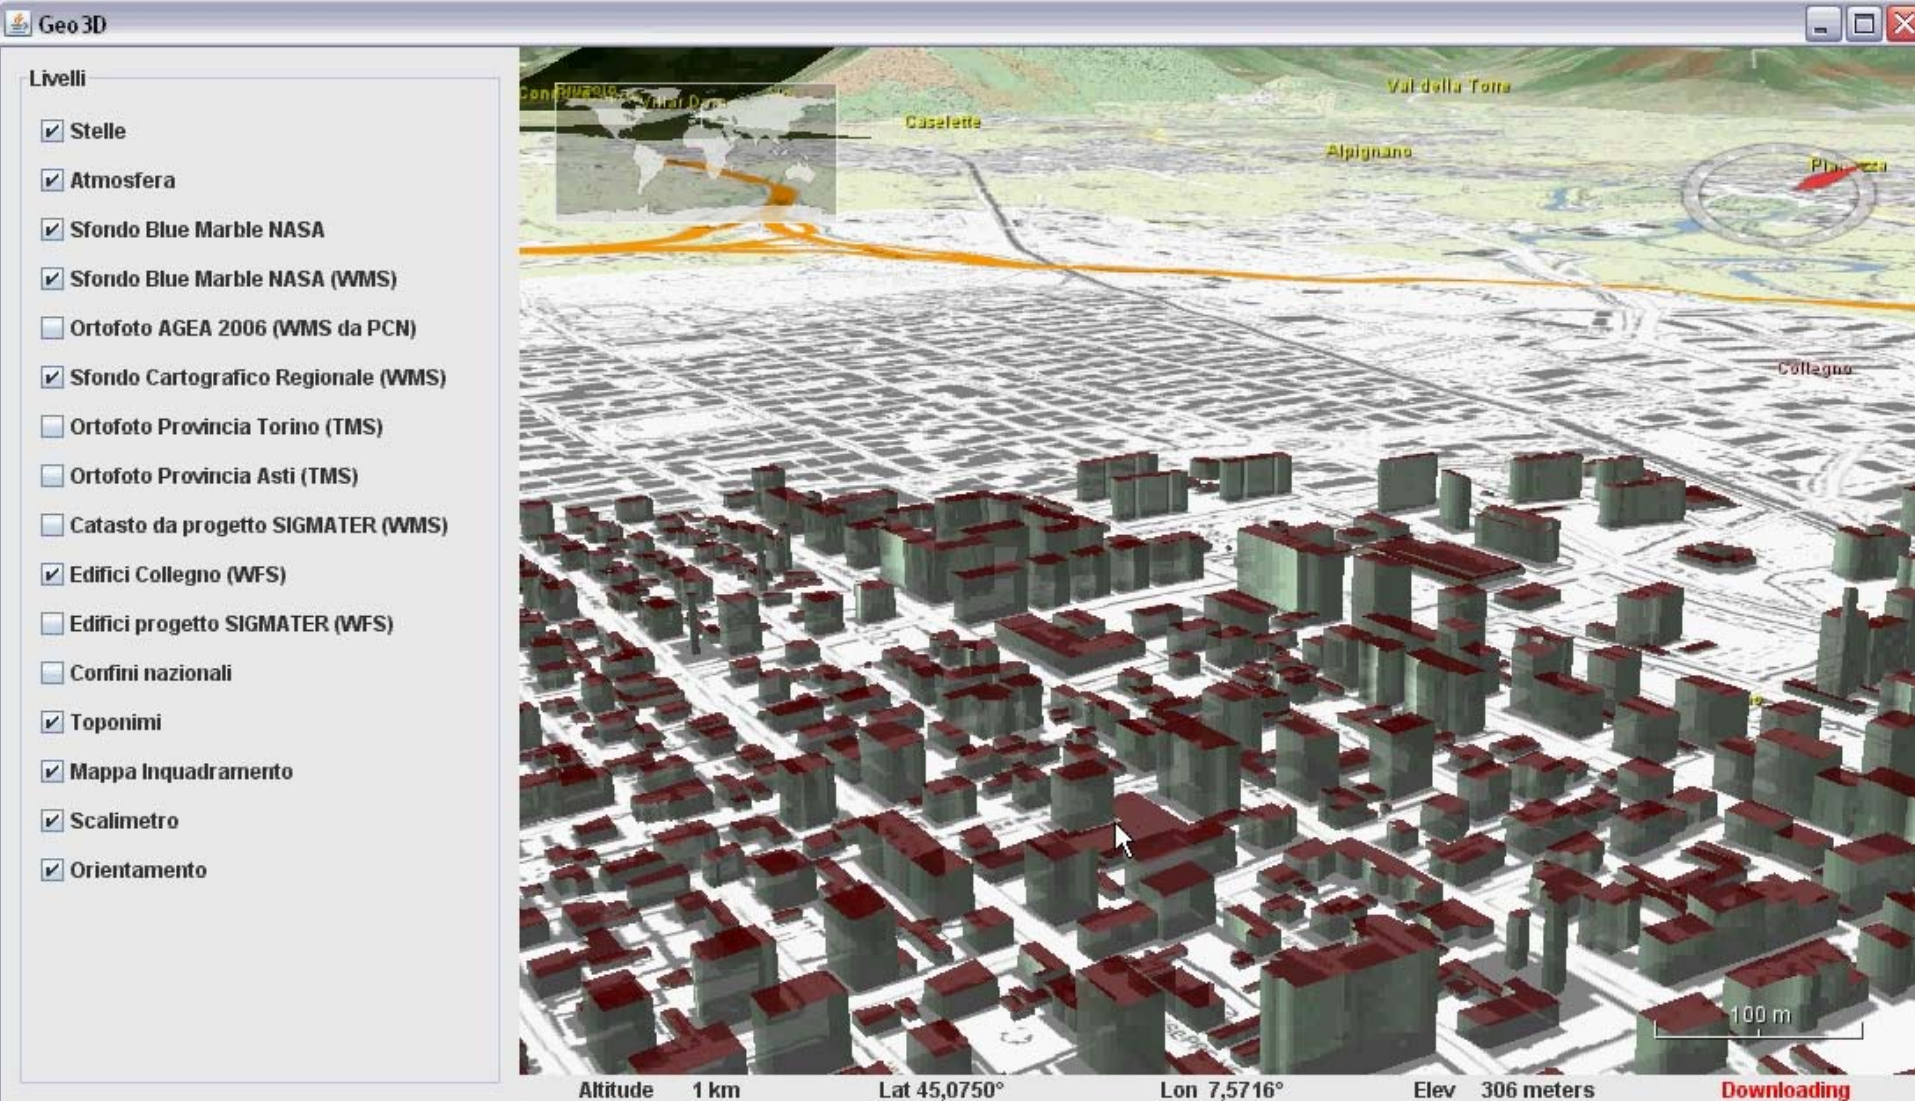 Geo 3D
Livelli
Stelle
Atmosfera
Sfondo Blue Marble NASA
Sfondo Blue Marble NASA (WMS)
Ortofoto AGEA 2006 (WMS da PCN)
Sfondo Cartografico Regionale (WMS)
Ortofoto Provincia Torino (TMS)
Ortofoto Provincia Asti (TMS)
Catasto da progetto SIGMATER (WMS)
Edifici Collegno (WFS)
Edifici progetto SIGMATER (WFS)
Confini nazionali
Toponimi
Mappa Inquadramento
Scalimetro
Orientamento
Val della Torre
Caselette
Alpignano
Collegno
100 m
Altitude 1 km Lat 45,0750° Lon 7,5716° Elev 306 meters Downloading